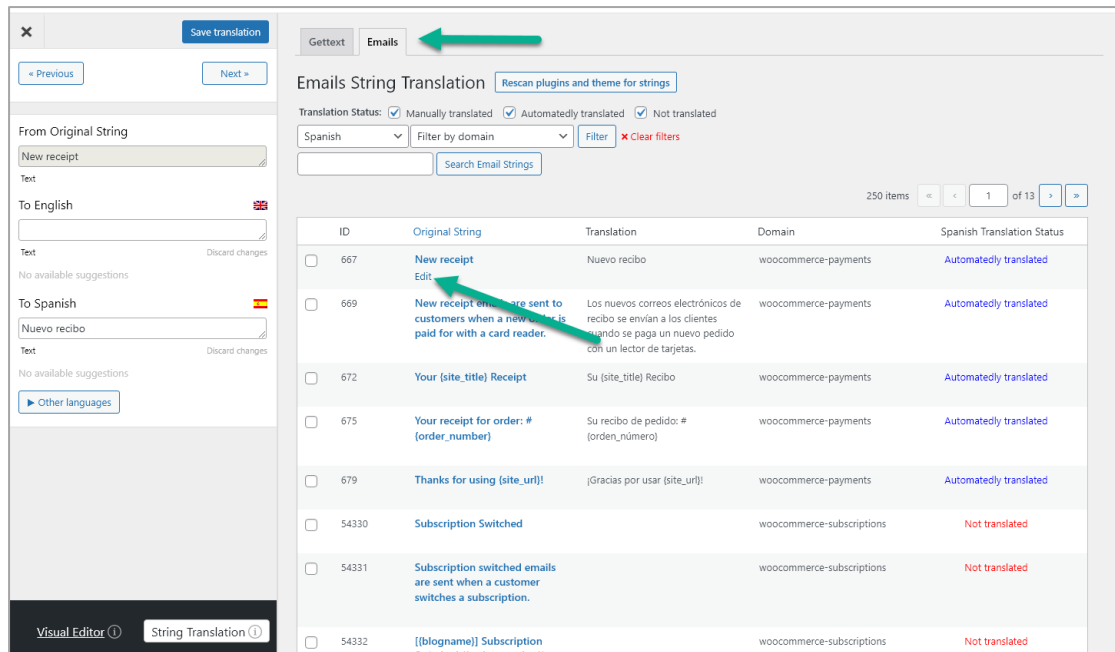 Save translation
« Previous
Next »
From Original String
New receipt
Text
To English
Text
Discard changes
No available suggestions
To Spanish
Nuevo recibo
Text
Discard changes
No available suggestions
▶ Other languages
Visual Editor
String Translation
Gettext
Emails
Emails String Translation
Rescan plugins and theme for strings
Translation Status: Manually translated Automatedly translated Not translated
Spanish
Filter by domain
Filter
× Clear filters
Search Email Strings
250 items « ‹ 1 of 13 › »
ID Original String Translation Domain Spanish Translation Status
667 New receipt Nuevo recibo woocommerce-payments Automatedly translated
Edit
669 New receipt emails are sent to Los nuevos correos electrónicos de woocommerce-payments Automatedly translated
customers when a new order is recibo se envían a los clientes
paid for with a card reader. cuando se paga un nuevo pedido
con un lector de tarjetas.
672 Your {site_title} Receipt Su {site_title} Recibo woocommerce-payments Automatedly translated
675 Your receipt for order: # Su recibo de pedido: # woocommerce-payments Automatedly translated
{order_number} {orden_número}
679 Thanks for using {site_url}! ¡Gracias por usar {site_url}! woocommerce-payments Automatedly translated
54330 Subscription Switched woocommerce-subscriptions Not translated
54331 Subscription switched emails woocommerce-subscriptions Not translated
are sent when a customer
switches a subscription.
54332 [{blogname}] Subscription woocommerce-subscriptions Not translated